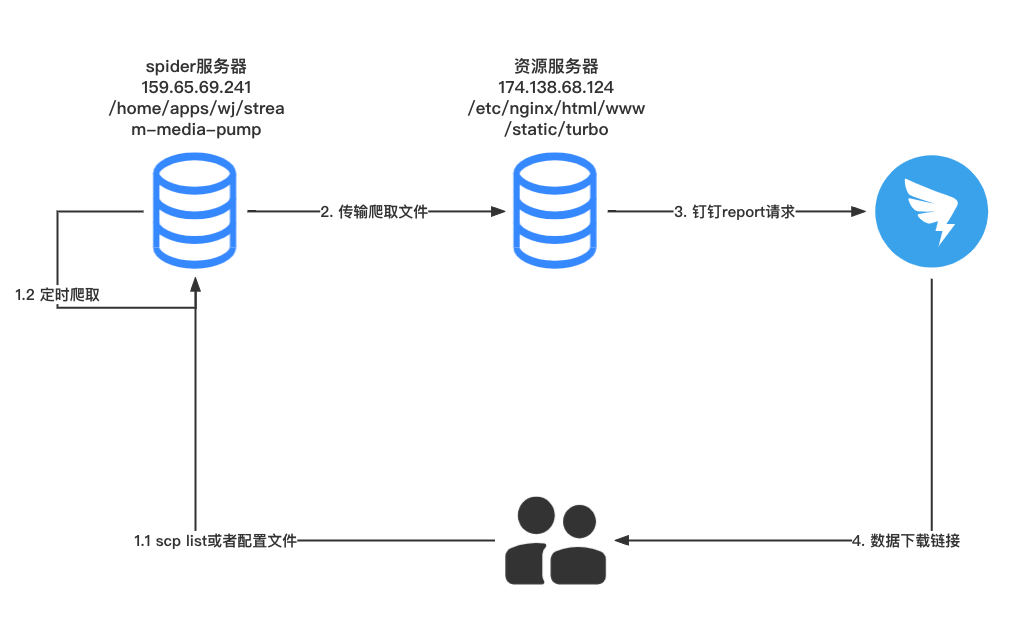 spider服务器
159.65.69.241
/home/apps/wj/strea
m-media-pump
资源服务器
174.138.68.124
/etc/nginx/html/www
/static/turbo
2. 传输爬取文件
3. 钉钉report请求
1.2 定时爬取
1.1 scp list或者配置文件
4. 数据下载链接